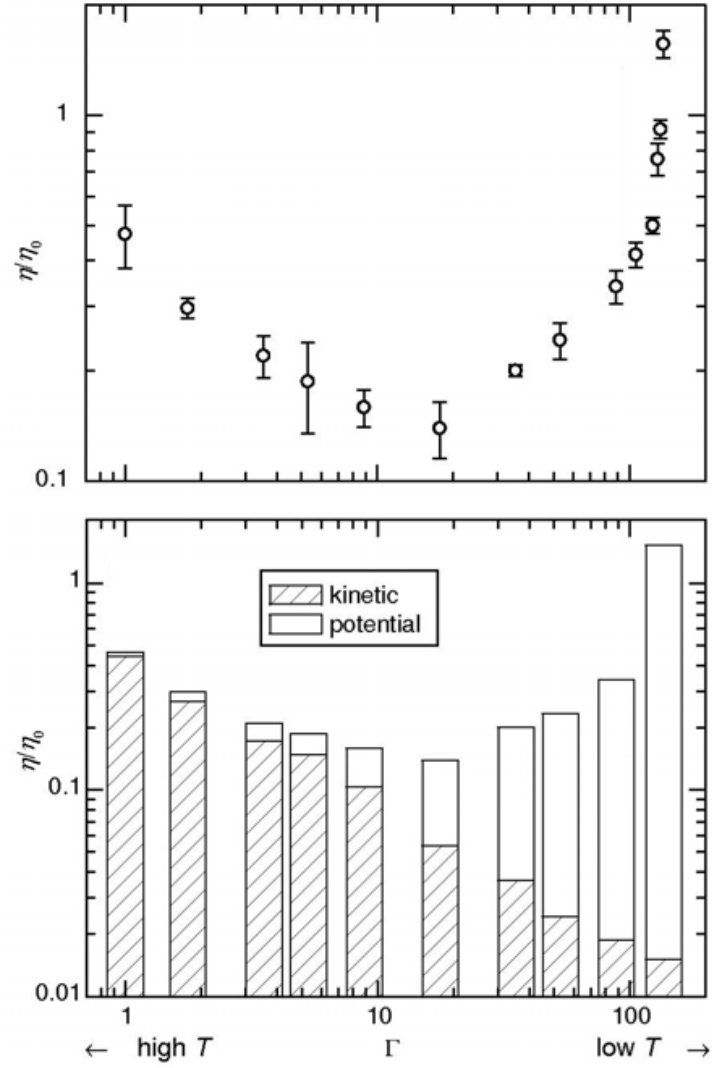 1
η/η₀
0.1
kinetic
potential
1
η/η₀
0.1
0.01
1 10 100
← high T Γ low T →